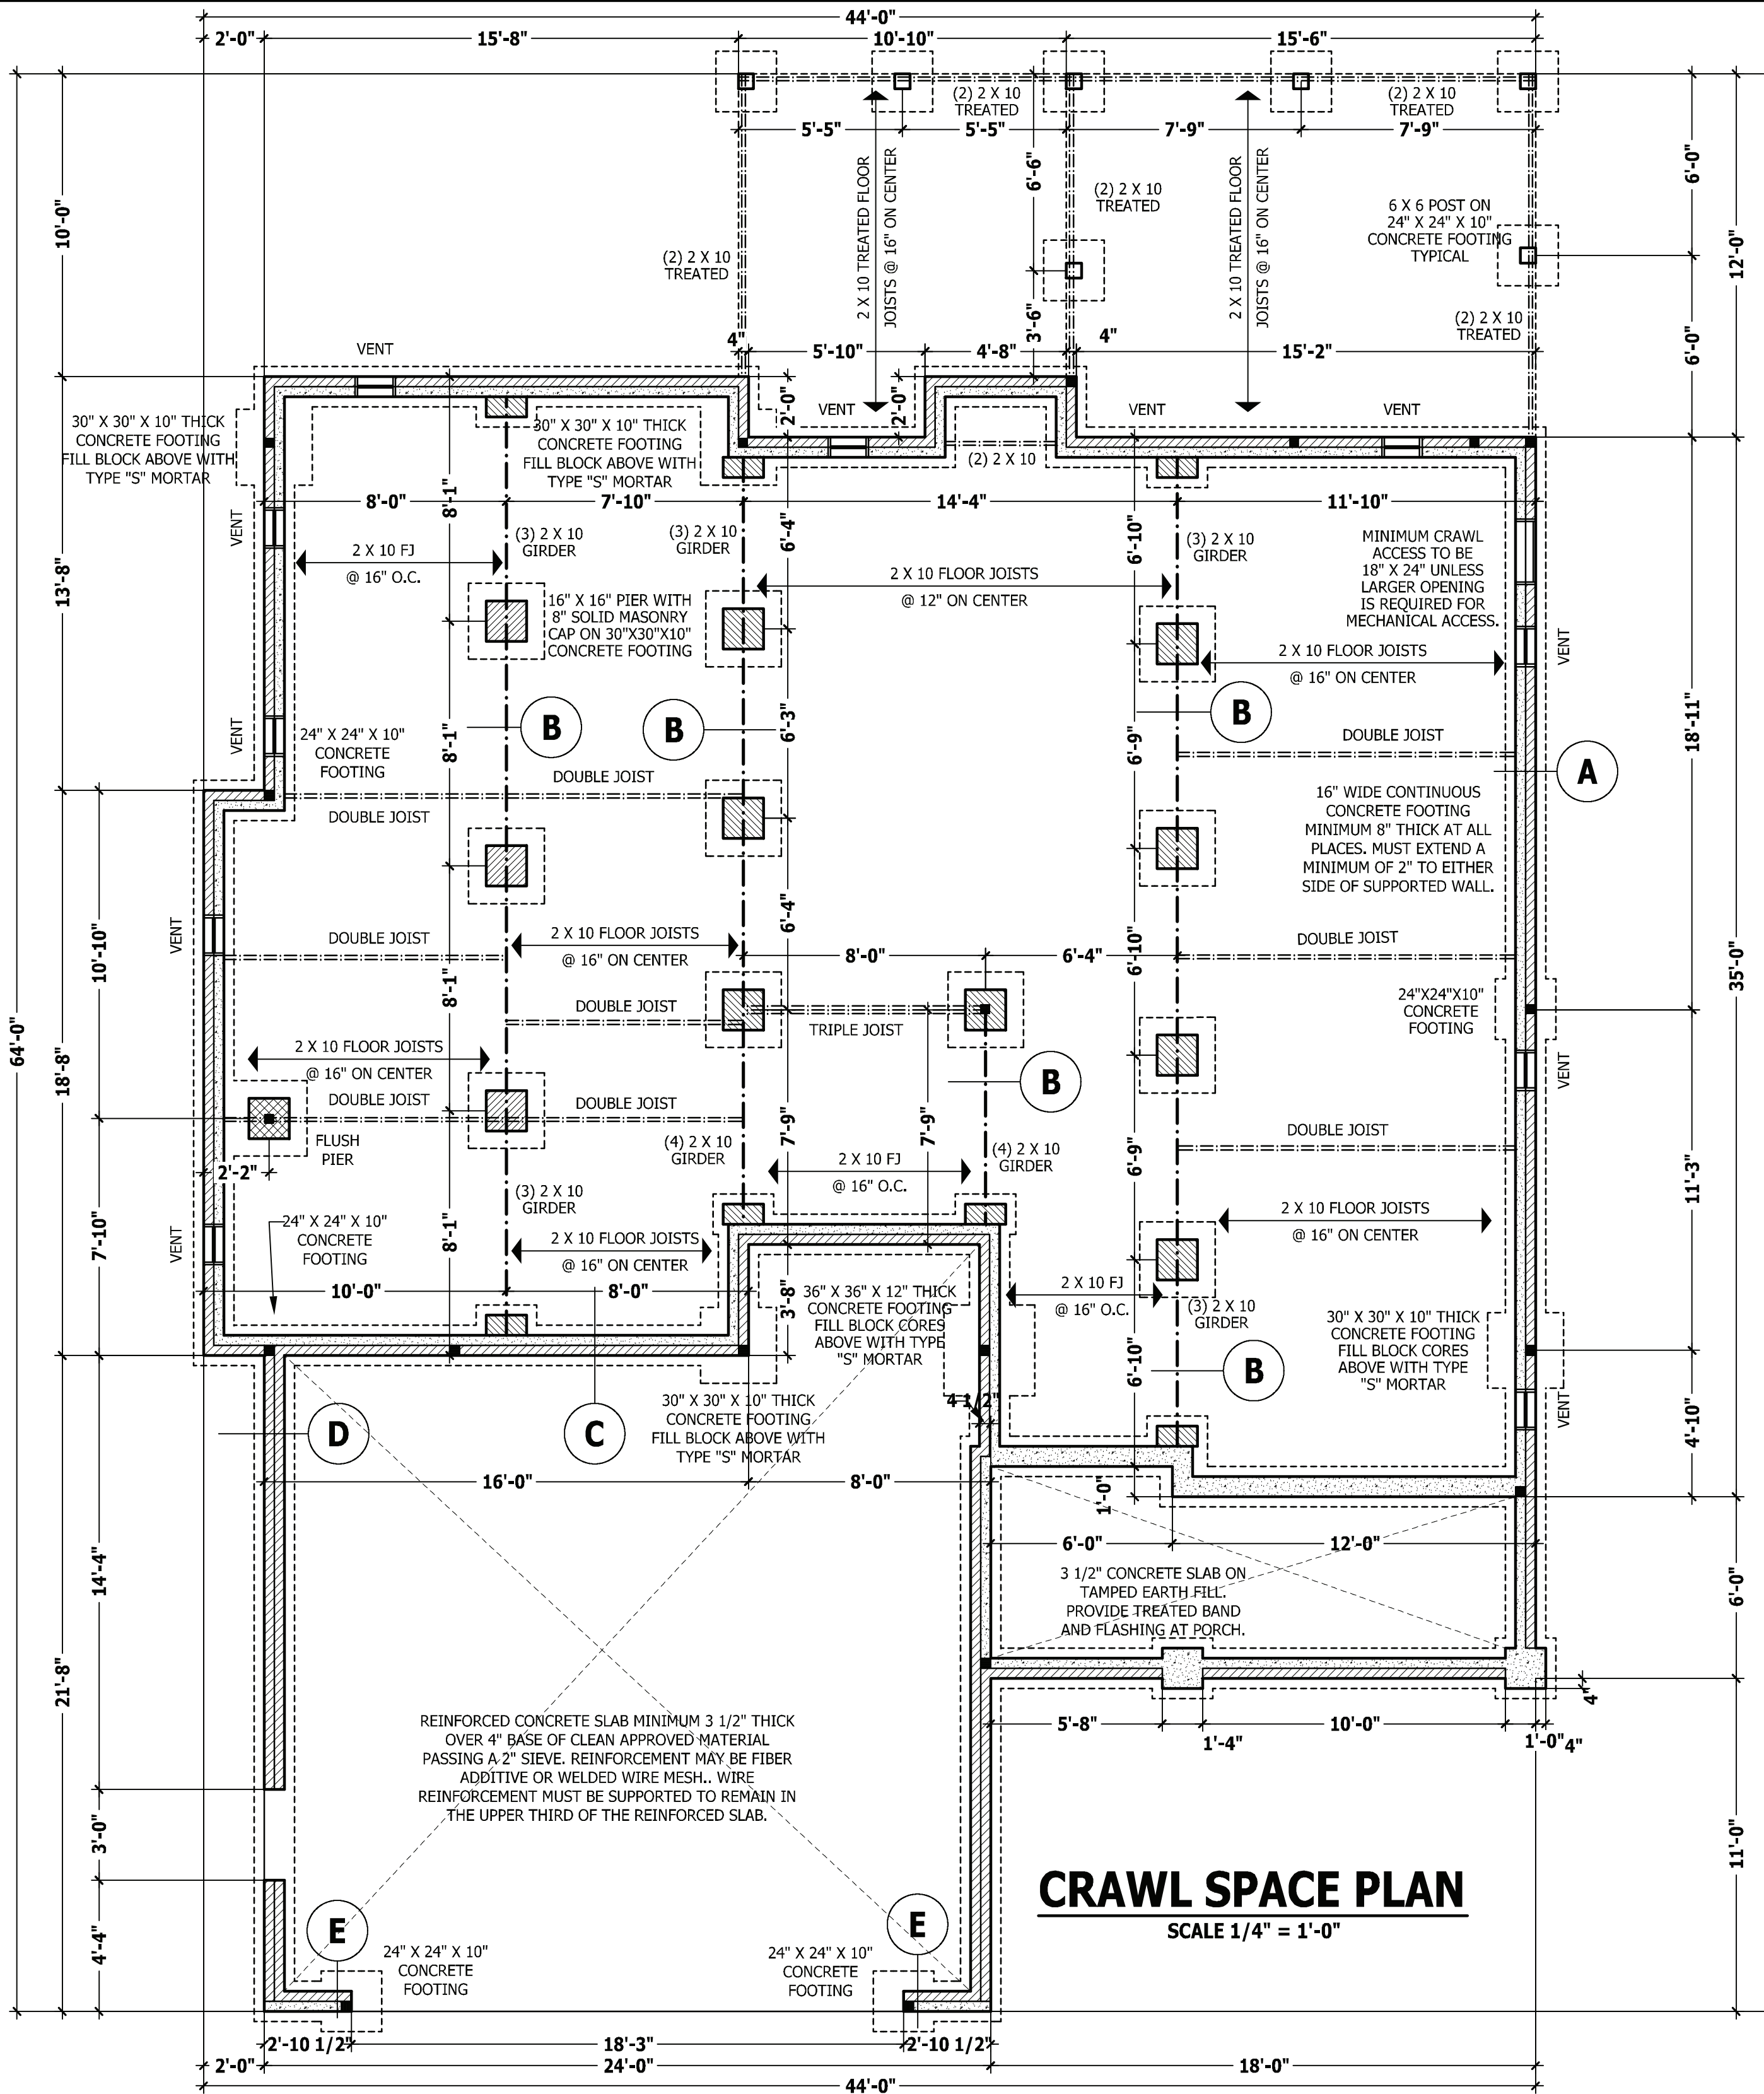 44'-0"
2'-0"
15'-8"
10'-10"
15'-6"
(2) 2 X 10
TREATED
(2) 2 X 10
TREATED
5'-5"
5'-5"
7'-9"
7'-9"
10'-0"
6'-6"
6'-0"
2 X 10 TREATED FLOOR
JOISTS @ 16" ON CENTER
2 X 10 TREATED FLOOR
JOISTS @ 16" ON CENTER
(2) 2 X 10
TREATED
6 X 6 POST ON
24" X 24" X 10"
CONCRETE FOOTING
TYPICAL
(2) 2 X 10
TREATED
12'-0"
3'-6"
(2) 2 X 10
TREATED
6'-0"
VENT
4"
5'-10"
4'-8"
4"
15'-2"
2'-0"
VENT
2'-0"
VENT
VENT
30" X 30" X 10" THICK
CONCRETE FOOTING
FILL BLOCK ABOVE WITH
TYPE "S" MORTAR
30" X 30" X 10" THICK
CONCRETE FOOTING
FILL BLOCK ABOVE WITH
TYPE "S" MORTAR
(2) 2 X 10
8'-0"
8'-1"
7'-10"
14'-4"
11'-10"
VENT
13'-8"
2 X 10 FJ
@ 16" O.C.
(3) 2 X 10
GIRDER
(3) 2 X 10
GIRDER
6'-4"
2 X 10 FLOOR JOISTS
@ 12" ON CENTER
6'-10"
(3) 2 X 10
GIRDER
MINIMUM CRAWL
ACCESS TO BE
18" X 24" UNLESS
LARGER OPENING
IS REQUIRED FOR
MECHANICAL ACCESS.
16" X 16" PIER WITH
8" SOLID MASONRY
CAP ON 30"X30"X10"
CONCRETE FOOTING
2 X 10 FLOOR JOISTS
@ 16" ON CENTER
VENT
VENT
24" X 24" X 10"
CONCRETE
FOOTING
8'-1"
B
B
6'-3"
6'-9"
B
DOUBLE JOIST
18'-11"
A
DOUBLE JOIST
DOUBLE JOIST
16" WIDE CONTINUOUS
CONCRETE FOOTING
MINIMUM 8" THICK AT ALL
PLACES. MUST EXTEND A
MINIMUM OF 2" TO EITHER
SIDE OF SUPPORTED WALL.
VENT
10'-10"
DOUBLE JOIST
2 X 10 FLOOR JOISTS
@ 16" ON CENTER
6'-4"
8'-0"
6'-4"
6'-10"
DOUBLE JOIST
35'-0"
8'-1"
DOUBLE JOIST
TRIPLE JOIST
24"X24"X10"
CONCRETE
FOOTING
64'-0"
18'-8"
2 X 10 FLOOR JOISTS
@ 16" ON CENTER
B
VENT
DOUBLE JOIST
DOUBLE JOIST
FLUSH
PIER
2'-2"
(4) 2 X 10
GIRDER
7'-9"
7'-9"
2 X 10 FJ
@ 16" O.C.
(4) 2 X 10
GIRDER
6'-9"
DOUBLE JOIST
11'-3"
7'-10"
VENT
24" X 24" X 10"
CONCRETE
FOOTING
8'-1"
(3) 2 X 10
GIRDER
2 X 10 FLOOR JOISTS
@ 16" ON CENTER
2 X 10 FLOOR JOISTS
@ 16" ON CENTER
10'-0"
8'-0"
3'-8"
36" X 36" X 12" THICK
CONCRETE FOOTING
FILL BLOCK CORES
ABOVE WITH TYPE
"S" MORTAR
2 X 10 FJ
@ 16" O.C.
(3) 2 X 10
GIRDER
30" X 30" X 10" THICK
CONCRETE FOOTING
FILL BLOCK CORES
ABOVE WITH TYPE
"S" MORTAR
6'-10"
B
30" X 30" X 10" THICK
CONCRETE FOOTING
FILL BLOCK ABOVE WITH
TYPE "S" MORTAR
4 1/2"
VENT
4'-10"
D
C
16'-0"
8'-0"
1'-0"
6'-0"
12'-0"
14'-4"
3 1/2" CONCRETE SLAB ON
TAMPED EARTH FILL.
PROVIDE TREATED BAND
AND FLASHING AT PORCH.
6'-0"
21'-8"
4"
5'-8"
1'-4"
10'-0"
1'-0"
4"
REINFORCED CONCRETE SLAB MINIMUM 3 1/2" THICK
OVER 4" BASE OF CLEAN APPROVED MATERIAL
PASSING A 2" SIEVE. REINFORCEMENT MAY BE FIBER
ADDITIVE OR WELDED WIRE MESH.. WIRE
REINFORCEMENT MUST BE SUPPORTED TO REMAIN IN
THE UPPER THIRD OF THE REINFORCED SLAB.
3'-0"
11'-0"
CRAWL SPACE PLAN
SCALE 1/4" = 1'-0"
4'-4"
E
E
24" X 24" X 10"
CONCRETE
FOOTING
24" X 24" X 10"
CONCRETE
FOOTING
2'-10 1/2"
18'-3"
2'-10 1/2"
2'-0"
24'-0"
18'-0"
44'-0"